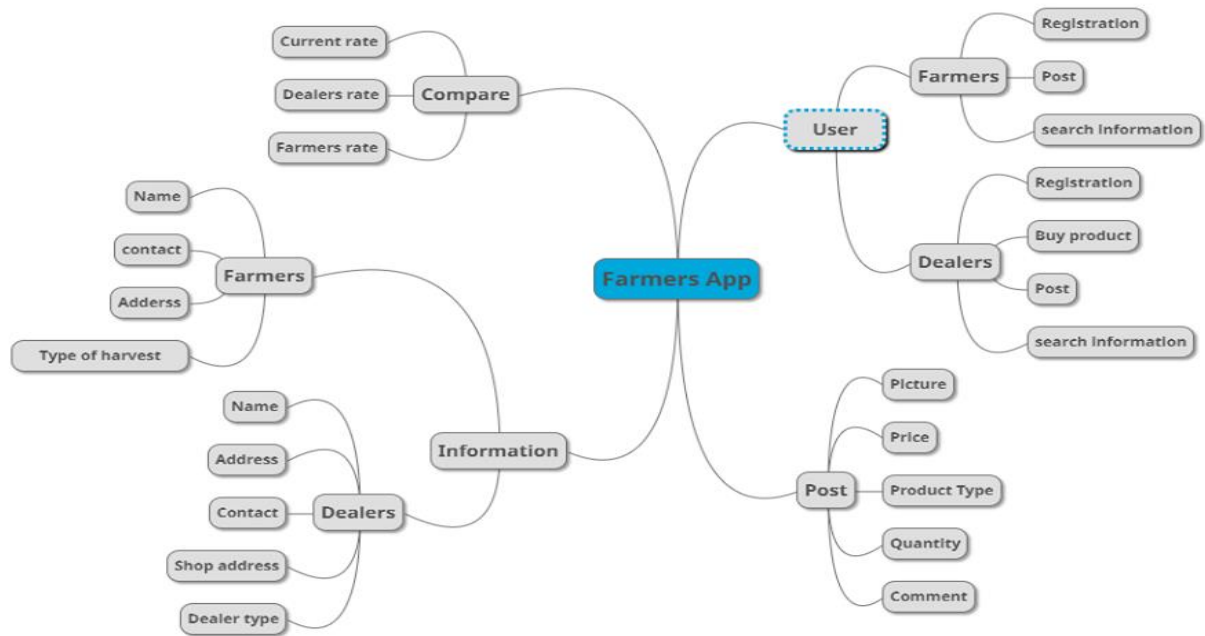 Farmers App
Compare
Current rate
Dealers rate
Farmers rate
Information
Farmers
Name
contact
Adderss
Type of harvest
Dealers
Name
Address
Contact
Shop address
Dealer type
User
Farmers
Registration
Post
search information
Dealers
Registration
Buy product
Post
search information
Post
Picture
Price
Product Type
Quantity
Comment